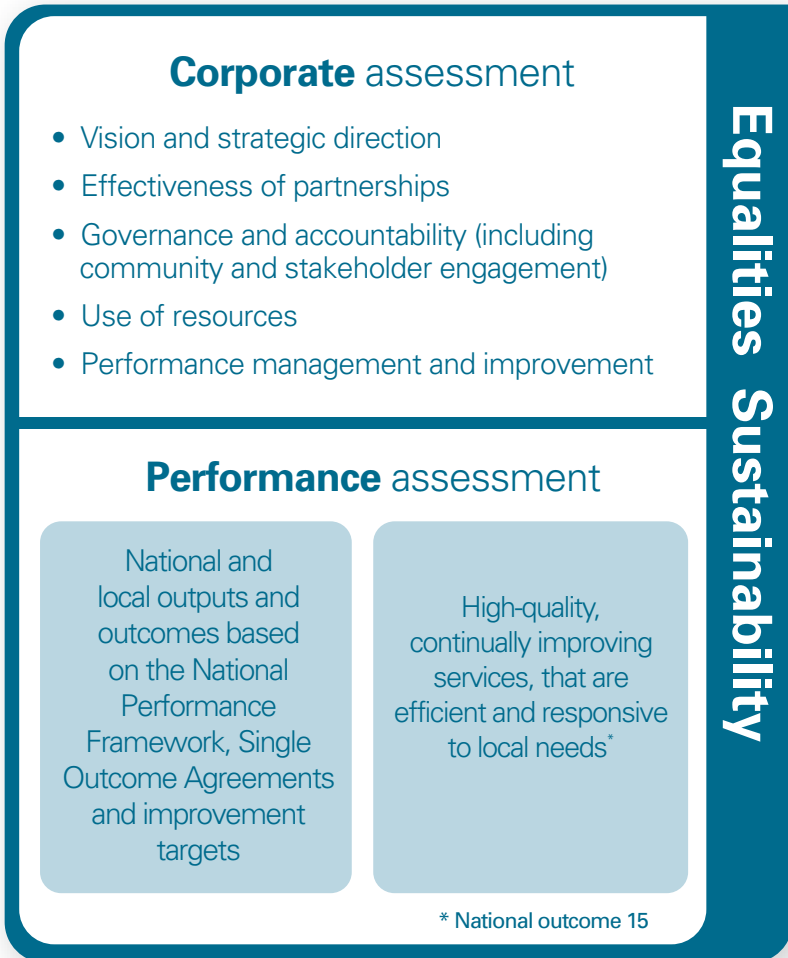 Corporate assessment
• Vision and strategic direction
• Effectiveness of partnerships
• Governance and accountability (including
community and stakeholder engagement)
• Use of resources
• Performance management and improvement
Performance assessment
National and
local outputs and
outcomes based
on the National
Performance
Framework, Single
Outcome Agreements
and improvement
targets
High-quality,
continually improving
services, that are
efficient and responsive
to local needs*
* National outcome 15
Equalities Sustainability